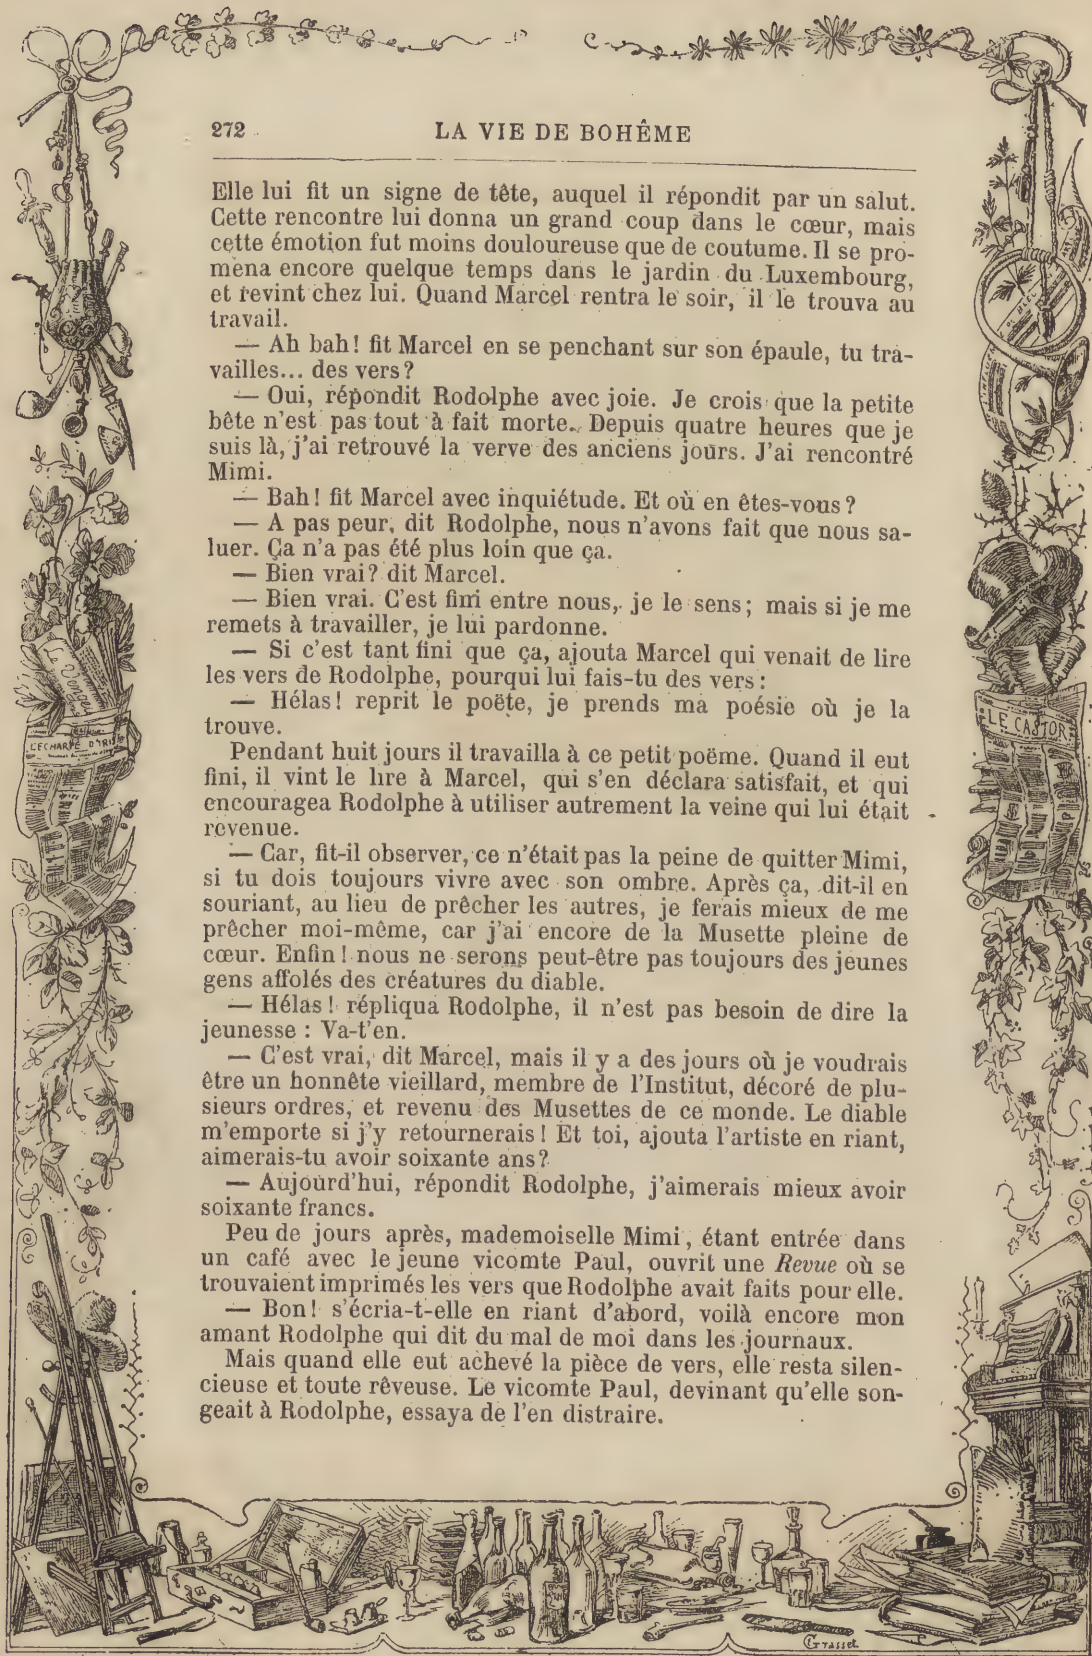 272
LA VIE DE BOHÊME
Elle lui fit un signe de tête, auquel il répondit par un salut.
Cette rencontre lui donna un grand coup dans le cœur, mais
cette émotion fut moins douloureuse que de coutume. Il se pro-
mena encore quelque temps dans le jardin du Luxembourg,
et revint chez lui. Quand Marcel rentra le soir, il le trouva au
travail.
— Ah bah! fit Marcel en se penchant sur son épaule, tu tra-
vailles... des vers?
— Oui, répondit Rodolphe avec joie. Je crois que la petite
bête n'est pas tout à fait morte. Depuis quatre heures que je
suis là, j'ai retrouvé la verve des anciens jours. J'ai rencontré
Mimi.
— Bah! fit Marcel avec inquiétude. Et où en êtes-vous?
— A pas peur, dit Rodolphe, nous n'avons fait que nous sa-
luer. Ça n'a pas été plus loin que ça.
— Bien vrai? dit Marcel.
— Bien vrai. C'est fini entre nous, je le sens; mais si je me
remets à travailler, je lui pardonne.
— Si c'est tant fini que ça, ajouta Marcel qui venait de lire
les vers de Rodolphe, pourqui lui fais-tu des vers:
— Hélas! reprit le poëte, je prends ma poésie où je la
trouve.
Pendant huit jours il travailla à ce petit poëme. Quand il eut
fini, il vint le lire à Marcel, qui s'en déclara satisfait, et qui
encouragea Rodolphe à utiliser autrement la veine qui lui était
revenue.
— Car, fit-il observer, ce n'était pas la peine de quitter Mimi,
si tu dois toujours vivre avec son ombre. Après ça, dit-il en
souriant, au lieu de prêcher les autres, je ferais mieux de me
prêcher moi-même, car j'ai encore de la Musette pleine de
cœur. Enfin! nous ne serons peut-être pas toujours des jeunes
gens affolés des créatures du diable.
— Hélas! répliqua Rodolphe, il n'est pas besoin de dire la
jeunesse : Va-t'en.
— C'est vrai, dit Marcel, mais il y a des jours où je voudrais
être un honnête vieillard, membre de l'Institut, décoré de plu-
sieurs ordres, et revenu des Musettes de ce monde. Le diable
m'emporte si j'y retournerais! Et toi, ajouta l'artiste en riant,
aimerais-tu avoir soixante ans?
— Aujourd'hui, répondit Rodolphe, j'aimerais mieux avoir
soixante francs.
Peu de jours après, mademoiselle Mimi, étant entrée dans
un café avec le jeune vicomte Paul, ouvrit une Revue où se
trouvaient imprimés les vers que Rodolphe avait faits pour elle.
— Bon! s'écria-t-elle en riant d'abord, voilà encore mon
amant Rodolphe qui dit du mal de moi dans les journaux.
Mais quand elle eut achevé la pièce de vers, elle resta silen-
cieuse et toute rêveuse. Le vicomte Paul, devinant qu'elle son-
geait à Rodolphe, essaya de l'en distraire.
Le Vengeur
L'ECHARPE D'IRIS
LE CASTOR
Grasset